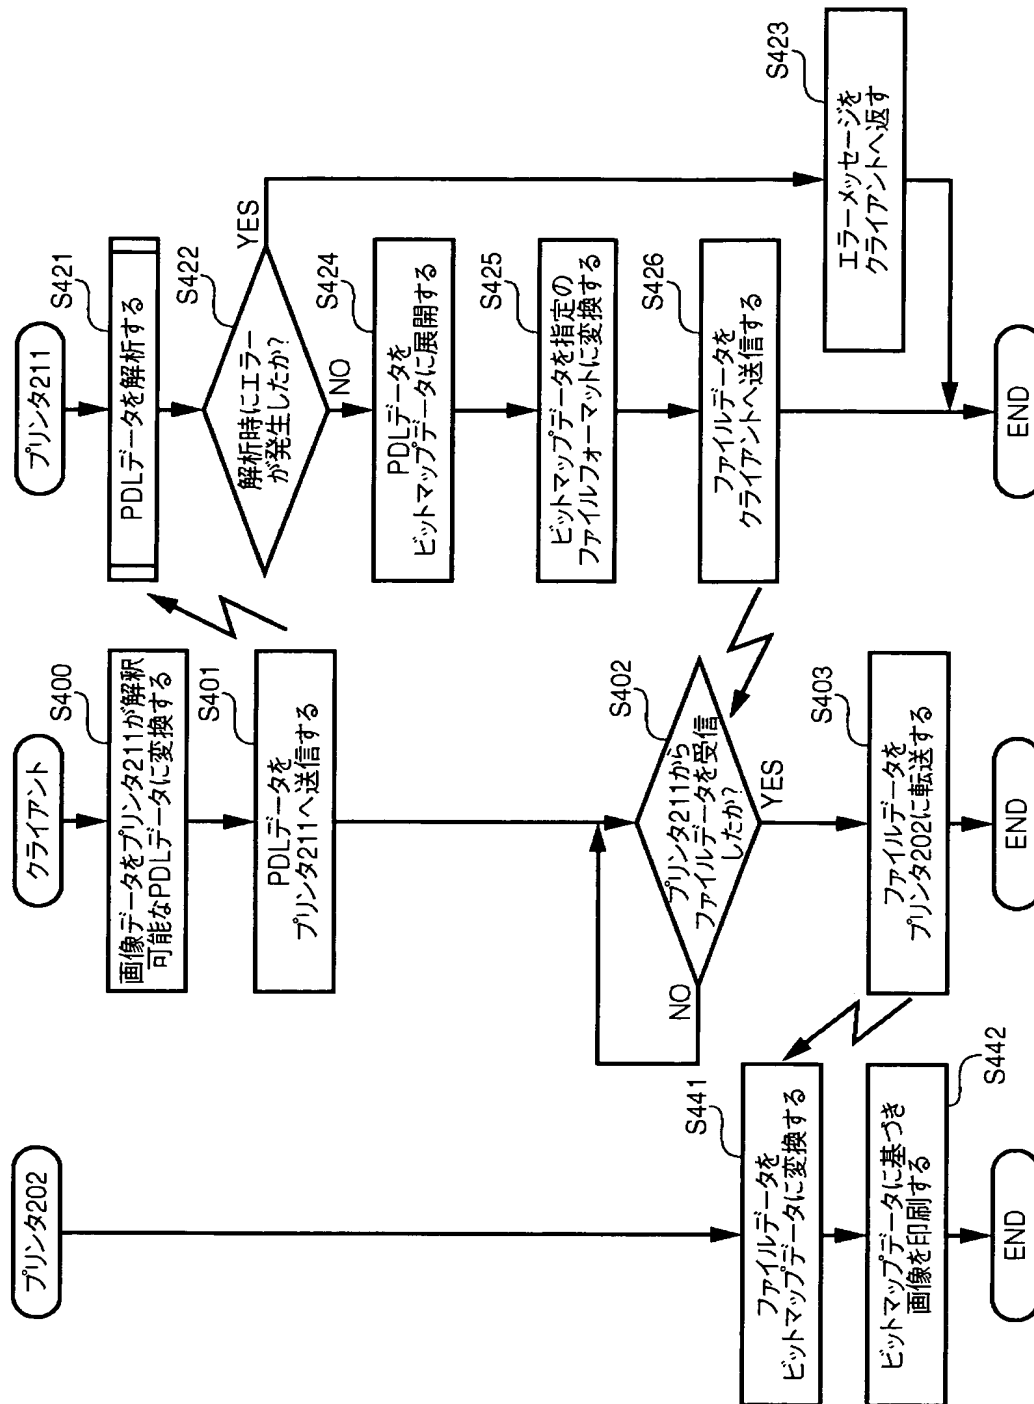 プリンタ202
S441
ファイルデータを
ビットマップデータに変換する
S442
ビットマップデータに基づき
画像を印刷する
END
クライアント
S400
画像データをプリンタ211が解釈
可能なPDLデータに変換する
S401
PDLデータを
プリンタ211へ送信する
S402
プリンタ211から
ファイルデータを受信
したか?
NO
YES
S403
ファイルデータを
プリンタ202に転送する
END
プリンタ211
S421
PDLデータを解析する
S422
解析時にエラー
が発生したか?
YES
NO
S424
PDLデータを
ビットマップデータに展開する
S425
ビットマップデータを指定の
ファイルフォーマットに変換する
S426
ファイルデータを
クライアントへ送信する
S423
エラーメッセージを
クライアントへ返す
END